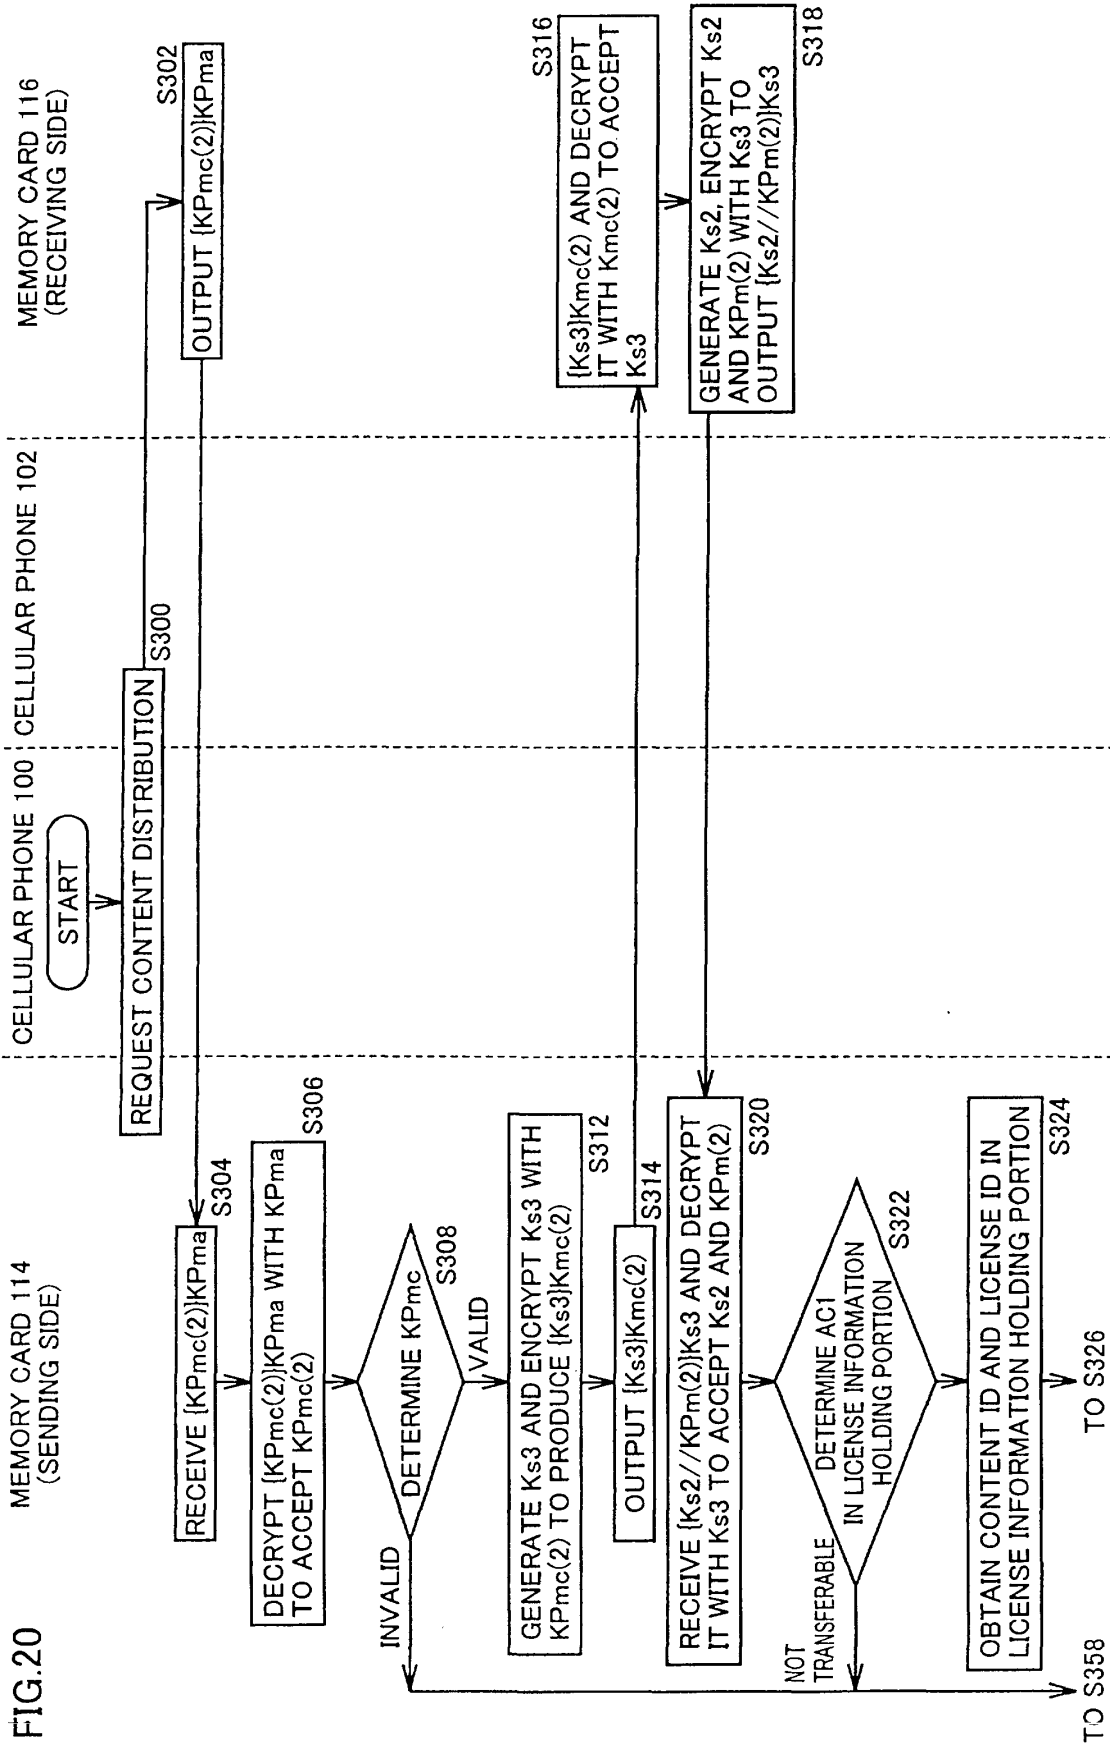 FIG.20
MEMORY CARD 114
(SENDING SIDE)
CELLULAR PHONE 100
CELLULAR PHONE 102
MEMORY CARD 116
(RECEIVING SIDE)
START
REQUEST CONTENT DISTRIBUTION
S300
S302
OUTPUT {KPmc(2)}KPma
RECEIVE {KPmc(2)}KPma
S304
DECRYPT {KPmc(2)}KPma WITH KPma
TO ACCEPT KPmc(2)
S306
DETERMINE KPmc
S308
INVALID
VALID
GENERATE Ks3 AND ENCRYPT Ks3 WITH
KPmc(2) TO PRODUCE {Ks3}Kmc(2)
S312
OUTPUT {Ks3}Kmc(2)
S314
S316
{Ks3}Kmc(2) AND DECRYPT
IT WITH Kmc(2) TO ACCEPT
Ks3
GENERATE Ks2, ENCRYPT Ks2
AND KPm(2) WITH Ks3 TO
OUTPUT {Ks2//KPm(2)}Ks3
S318
RECEIVE {Ks2//KPm(2)}Ks3 AND DECRYPT
IT WITH Ks3 TO ACCEPT Ks2 AND KPm(2)
S320
DETERMINE AC1
IN LICENSE INFORMATION
HOLDING PORTION
S322
NOT
TRANSFERABLE
OBTAIN CONTENT ID AND LICENSE ID IN
LICENSE INFORMATION HOLDING PORTION
S324
TO S358
TO S326